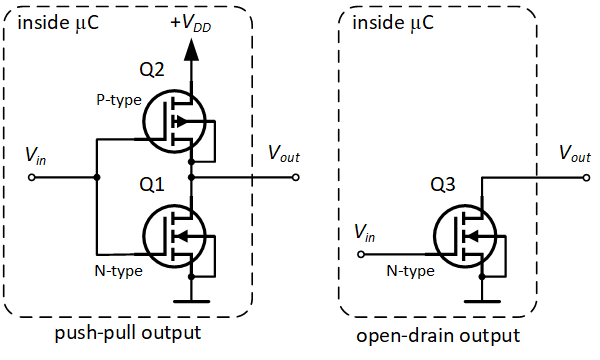 inside μC
+VDD
Q2
P-type
Vin
Vout
Q1
N-type
push-pull output
inside μC
Vout
Q3
Vin
N-type
open-drain output